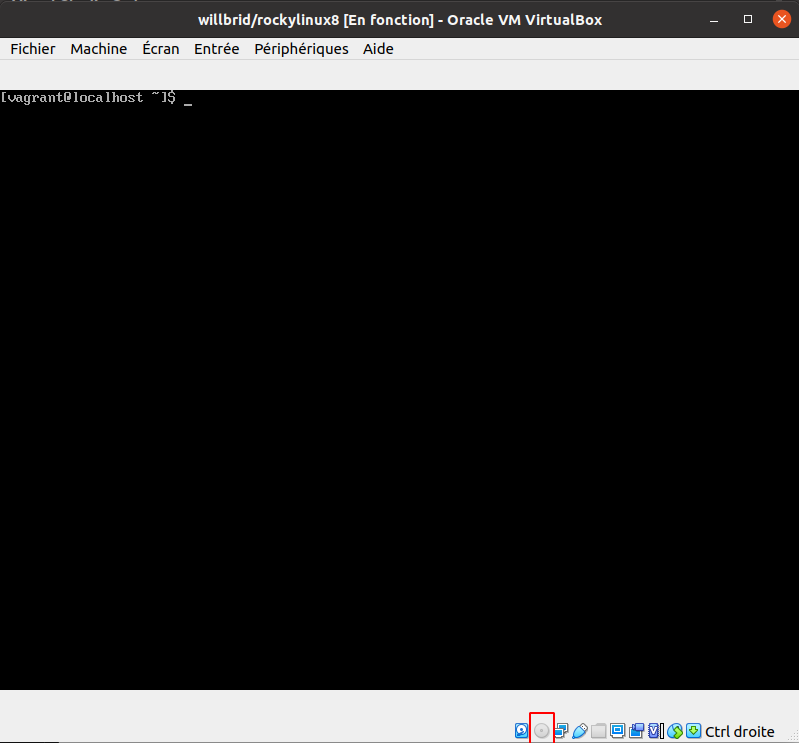 willbrid/rockylinux8 [En fonction] - Oracle VM VirtualBox
Fichier Machine Écran Entrée Périphériques Aide
[vagrant@localhost ~]$ _
Ctrl droite